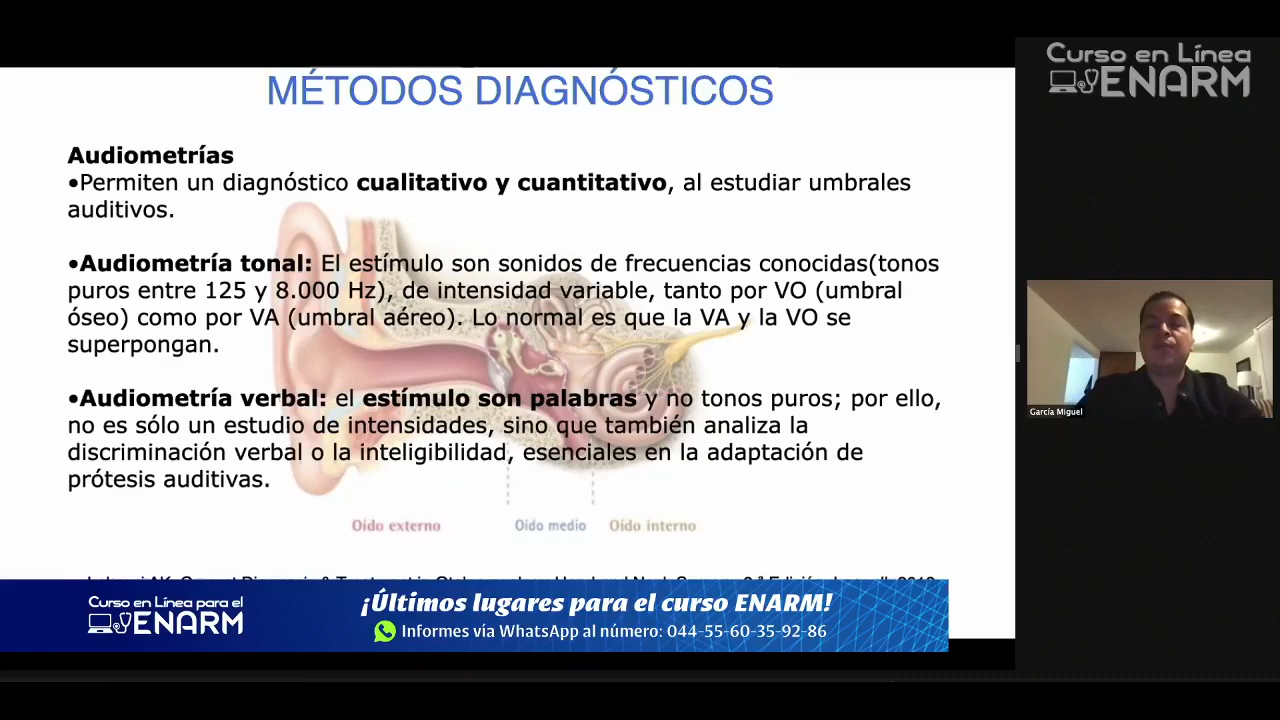 MÉTODOS DIAGNÓSTICOS
Curso en Línea
ENARM
Audiometrías
•Permiten un diagnóstico cualitativo y cuantitativo, al estudiar umbrales
auditivos.
•Audiometría tonal: El estímulo son sonidos de frecuencias conocidas(tonos
puros entre 125 y 8.000 Hz), de intensidad variable, tanto por VO (umbral
óseo) como por VA (umbral aéreo). Lo normal es que la VA y la VO se
superpongan.
•Audiometría verbal: el estímulo son palabras y no tonos puros; por ello,
no es sólo un estudio de intensidades, sino que también analiza la
discriminación verbal o la inteligibilidad, esenciales en la adaptación de
prótesis auditivas.
Oído externo
Oído medio
Oído interno
García Miguel
Curso en Línea para el
ENARM
¡Últimos lugares para el curso ENARM!
Informes vía WhatsApp al número: 044-55-60-35-92-86